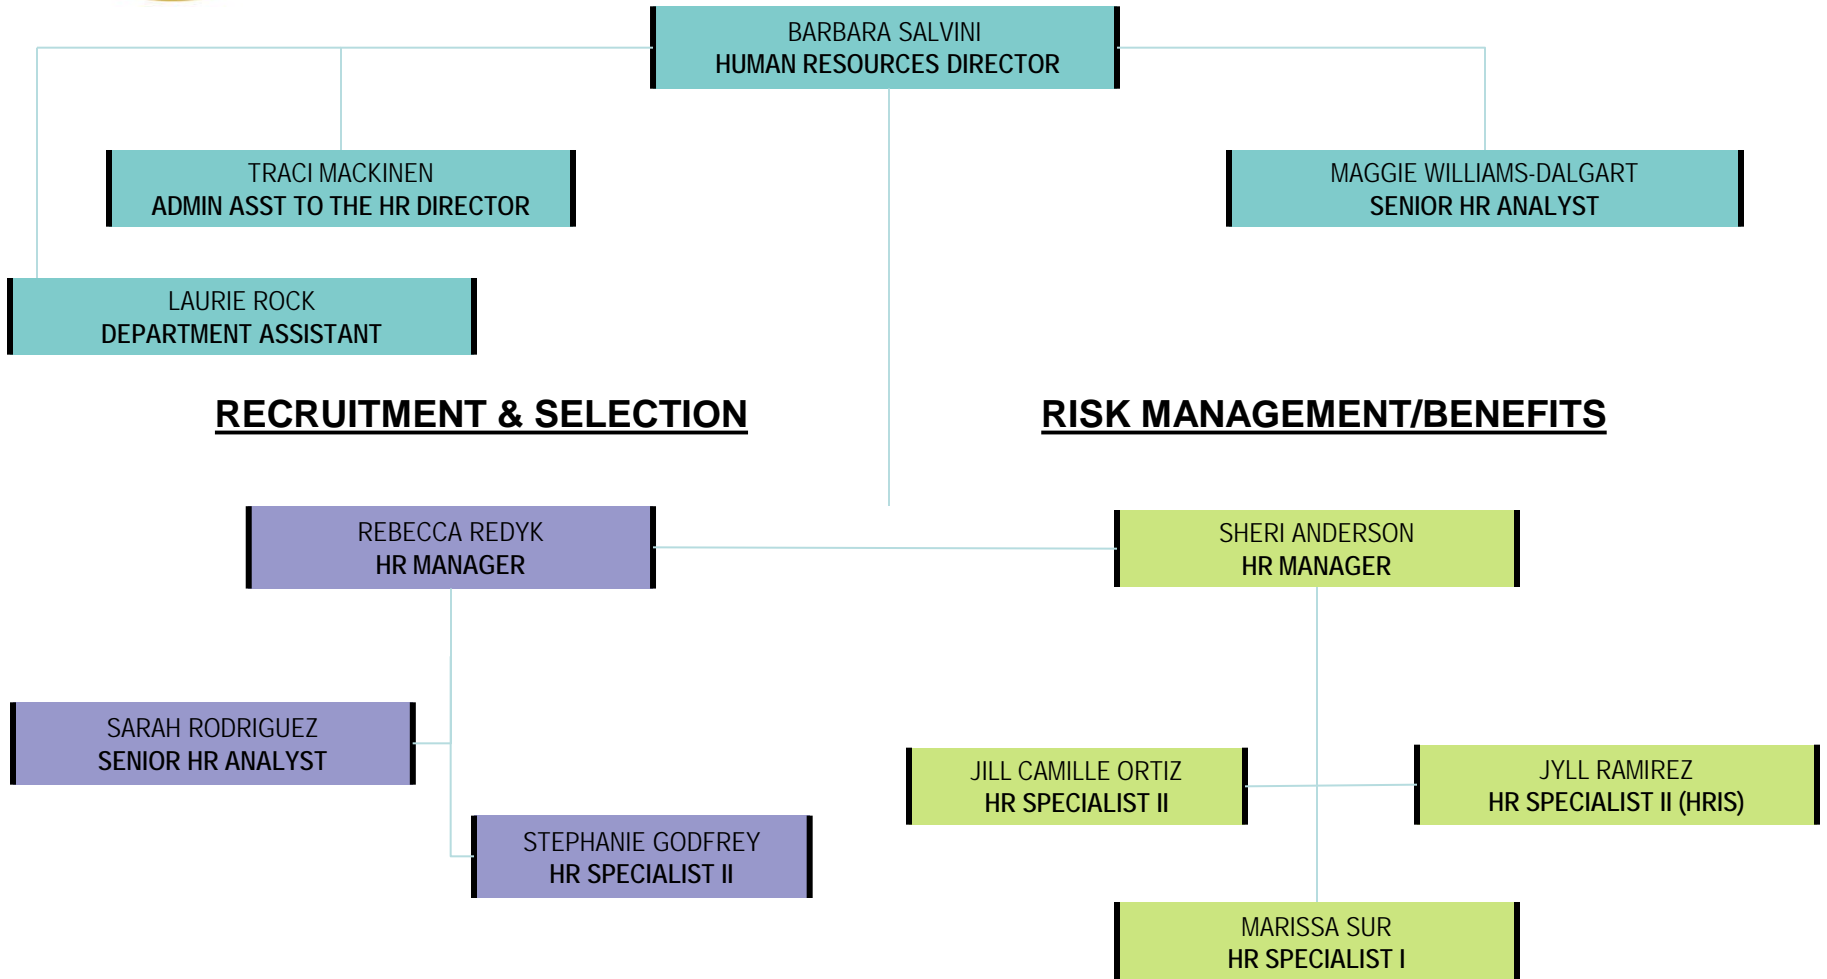 BARBARA SALVINI
HUMAN RESOURCES DIRECTOR
TRACI MACKINEN
ADMIN ASST TO THE HR DIRECTOR
MAGGIE WILLIAMS-DALGART
SENIOR HR ANALYST
LAURIE ROCK
DEPARTMENT ASSISTANT
RECRUITMENT & SELECTION
RISK MANAGEMENT/BENEFITS
REBECCA REDYK
HR MANAGER
SHERI ANDERSON
HR MANAGER
SARAH RODRIGUEZ
SENIOR HR ANALYST
STEPHANIE GODFREY
HR SPECIALIST II
JILL CAMILLE ORTIZ
HR SPECIALIST II
JYLL RAMIREZ
HR SPECIALIST II (HRIS)
MARISSA SUR
HR SPECIALIST I